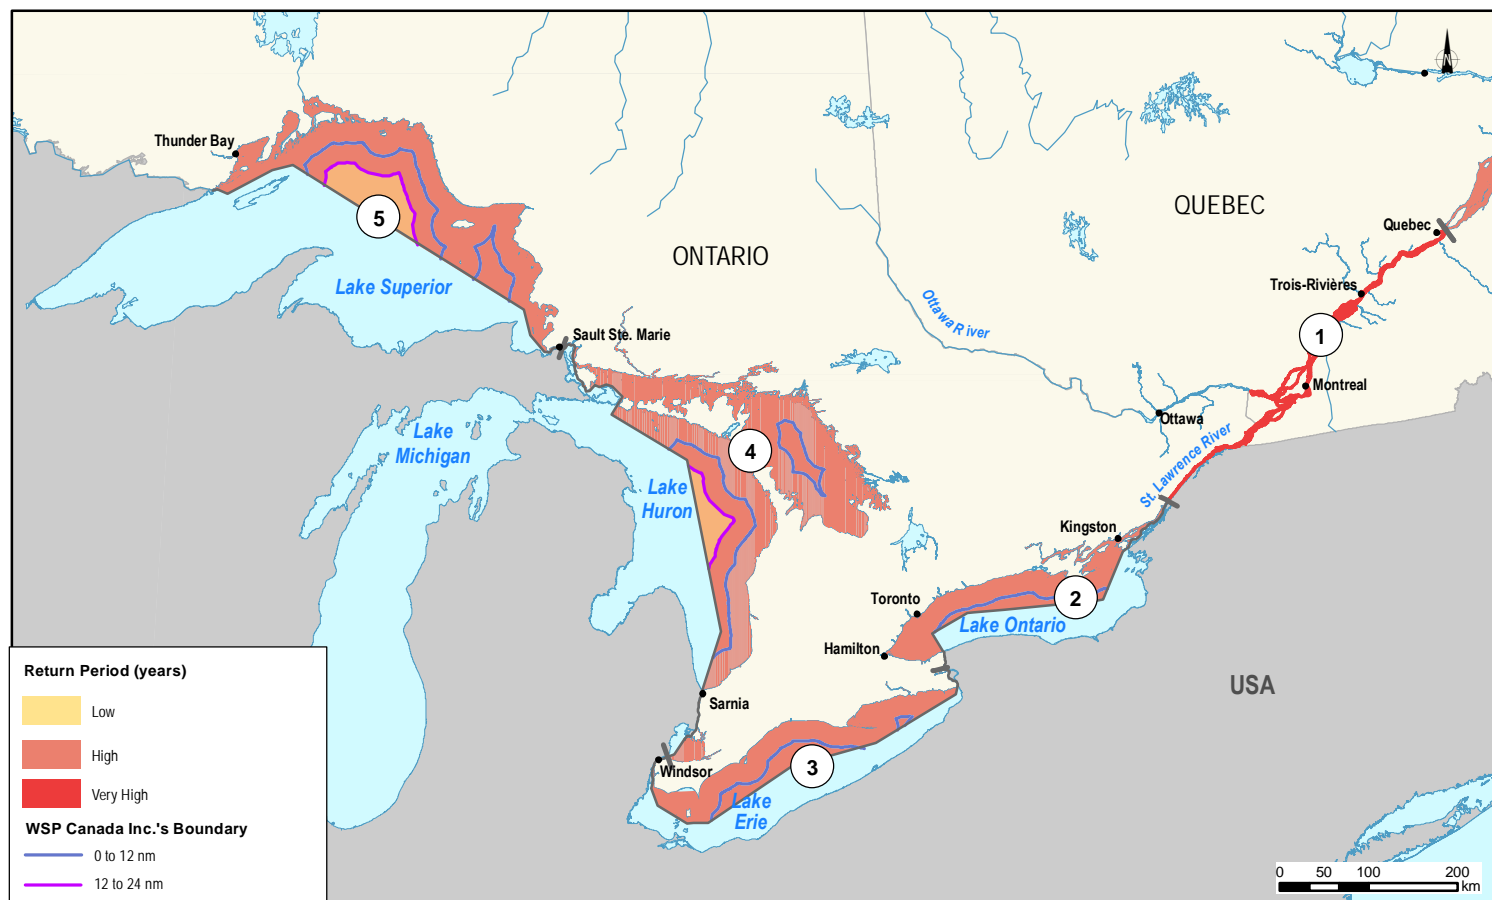 Thunder Bay
QUEBEC
Quebec
5
ONTARIO
Trois-Rivières
Lake Superior
Ottawa River
Sault Ste. Marie
1
Montreal
Ottawa
Lake
Michigan
4
St. Lawrence River
Lake
Huron
Kingston
Toronto
2
Lake Ontario
Hamilton
USA
Sarnia
Windsor
3
Lake
Erie
Return Period (years)
Low
High
Very High
WSP Canada Inc.'s Boundary
0 to 12 nm
12 to 24 nm
0 50 100 200
km